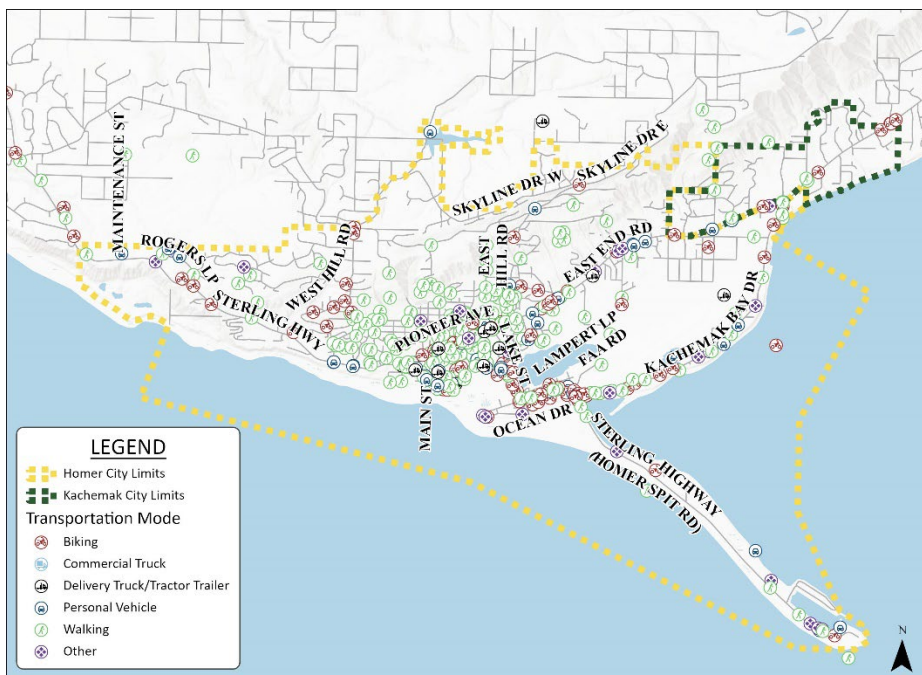 MAINTENANCE ST
ROGERS LP
STERLING HWY
WEST HILL RD
SKYLINE DR W
SKYLINE DR E
EAST
HILL RD
EAST END RD
PIONEER AVE
LAKE ST
LAMPERT LP
FAA RD
KACHEMAK BAY DR
MAIN ST
OCEAN DR
STERLING HIGHWAY
(HOMER SPIT RD)
LEGEND
Homer City Limits
Kachemak City Limits
Transportation Mode
Biking
Commercial Truck
Delivery Truck/Tractor Trailer
Personal Vehicle
Walking
Other
N